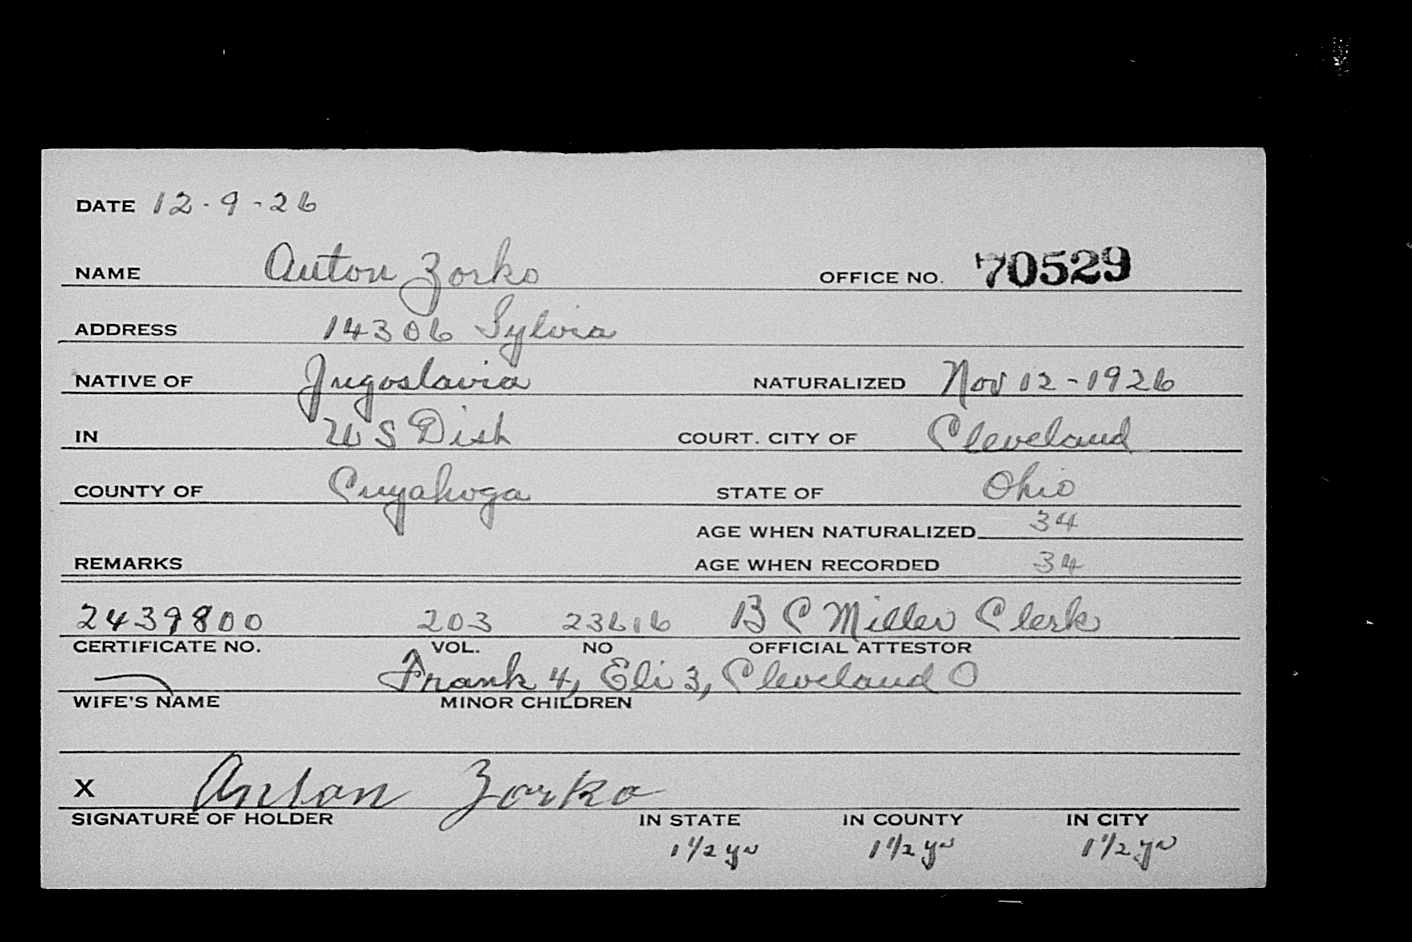 DATE 12-9-26
NAME Anton Zorko OFFICE NO. 70529
ADDRESS 14306 Sylvia
NATIVE OF Jugoslavia NATURALIZED Nov 12-1926
IN U S Dist COURT. CITY OF Cleveland
COUNTY OF Cuyahoga STATE OF Ohio
AGE WHEN NATURALIZED 34
REMARKS AGE WHEN RECORDED 34
2439800 203 23616 B C Miller Clerk
CERTIFICATE NO. VOL. NO OFFICIAL ATTESTOR
Frank 4, Eli 3, Cleveland O
WIFE'S NAME MINOR CHILDREN
X Anton Zorko
SIGNATURE OF HOLDER IN STATE IN COUNTY IN CITY
1 1/2 yr 1 1/2 yr 1 1/2 yr